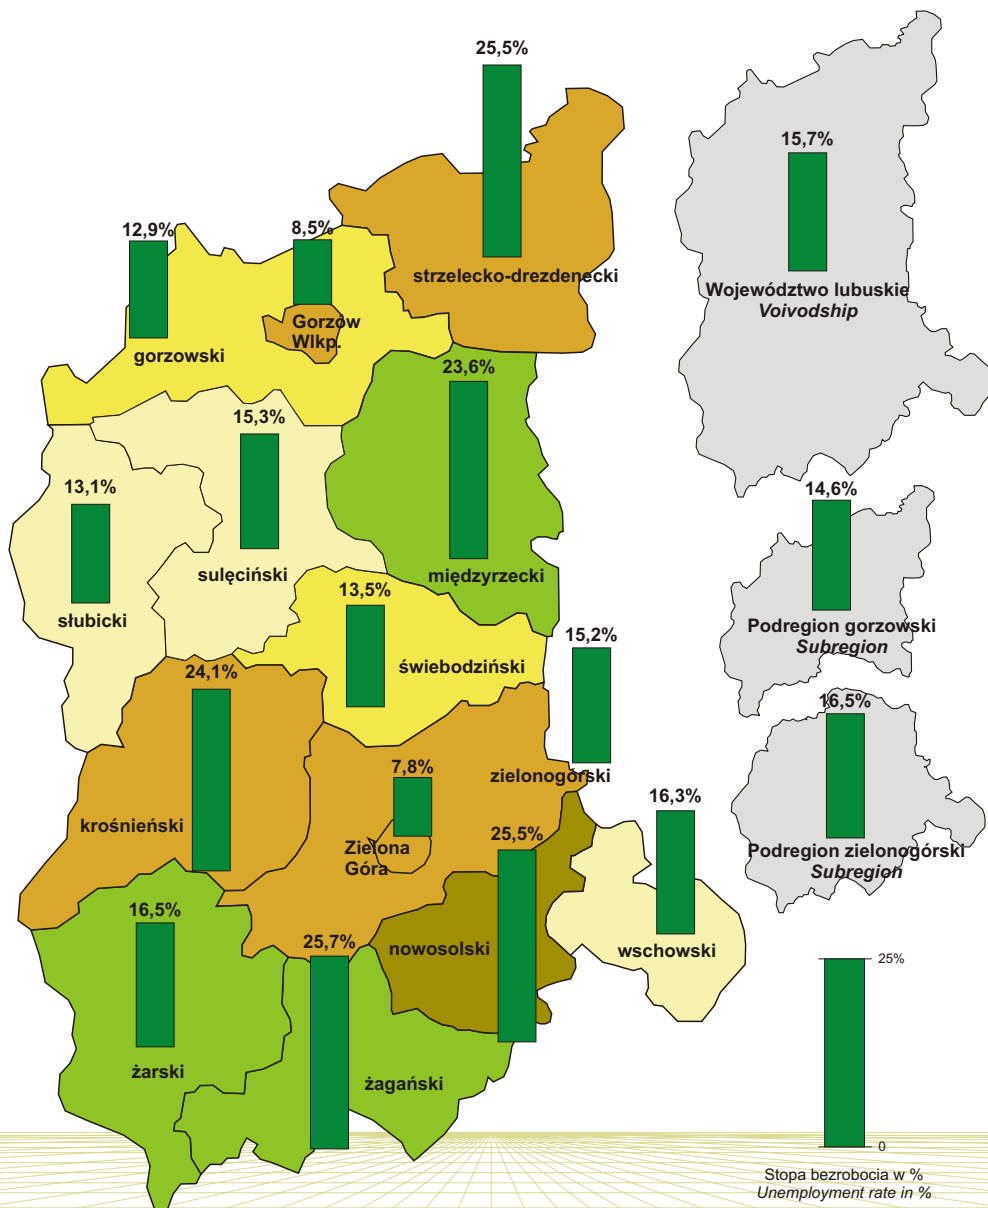 25,5%
strzelecko-drezdenecki
12,9%
gorzowski
8,5%
Gorzów
Wlkp.
23,6%
międzyrzecki
15,3%
sulęciński
13,1%
słubicki
13,5%
świebodziński
24,1%
krośnieński
15,2%
zielonogórski
7,8%
Zielona
Góra
25,5%
nowosolski
16,3%
wschowski
16,5%
żarski
25,7%
żagański
15,7%
Województwo lubuskie
Voivodship
14,6%
Podregion gorzowski
Subregion
16,5%
Podregion zielonogórski
Subregion
25%
0
Stopa bezrobocia w %
Unemployment rate in %